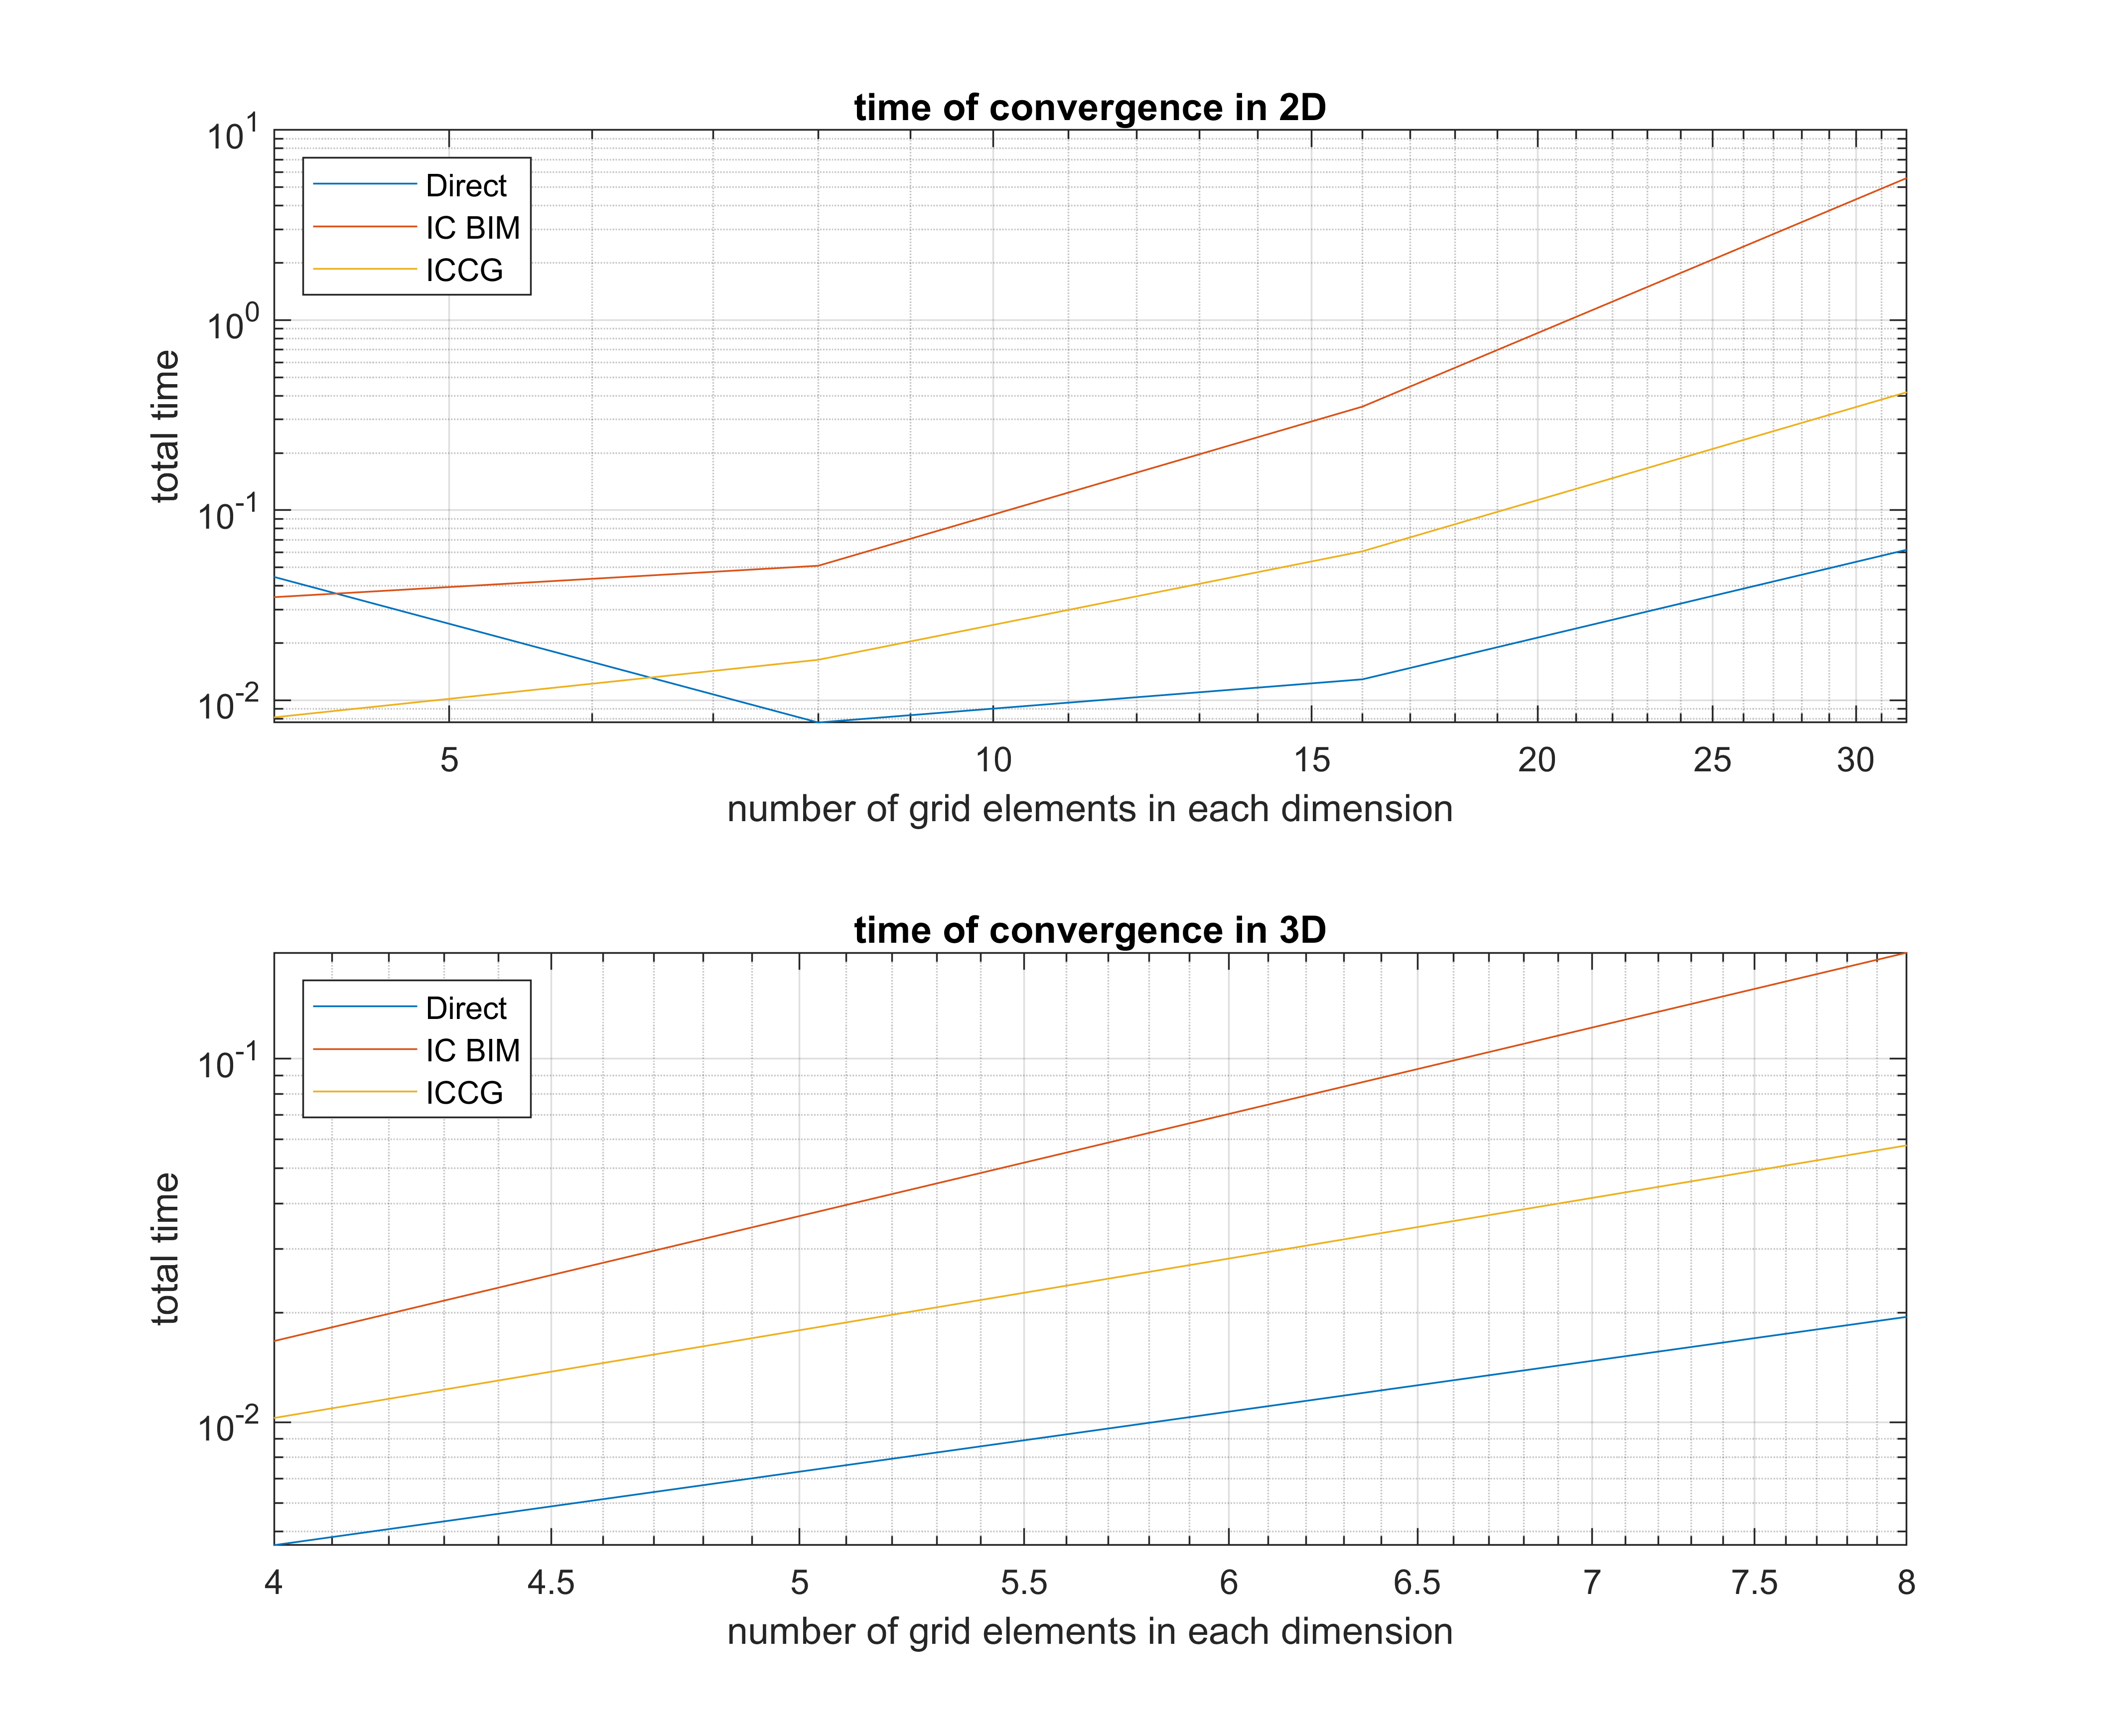 time of convergence in 2D
10^1
10^0
10^-1
10^-2
total time
Direct
IC BIM
ICCG
5 10 15 20 25 30
number of grid elements in each dimension
time of convergence in 3D
10^-1
10^-2
total time
Direct
IC BIM
ICCG
4 4.5 5 5.5 6 6.5 7 7.5 8
number of grid elements in each dimension